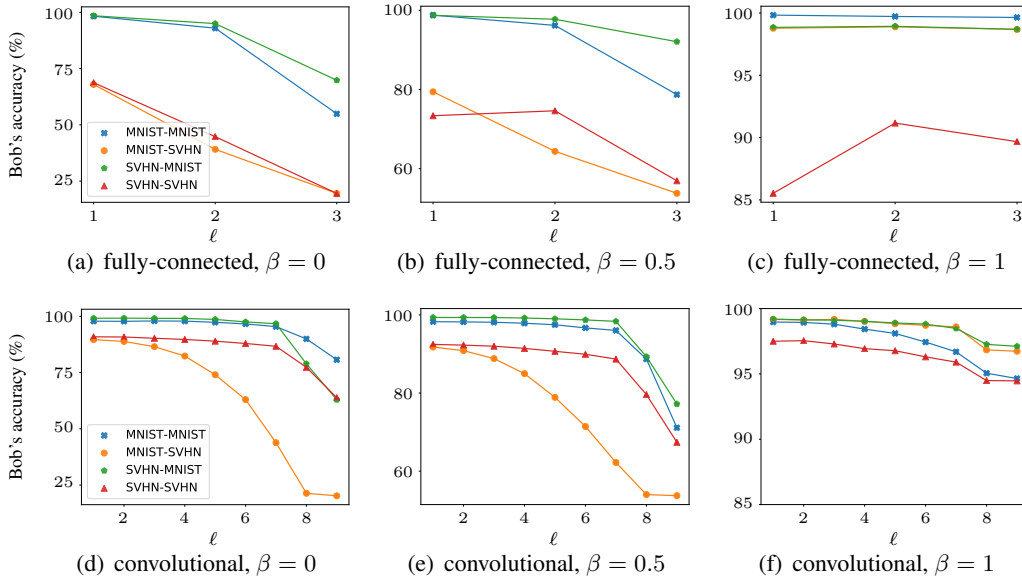 100
75
50
25
Bob's accuracy (%)
MNIST-MNIST
MNIST-SVHN
SVHN-MNIST
SVHN-SVHN
1 2 3
ℓ
(a) fully-connected, β = 0
100
80
60
1 2 3
ℓ
(b) fully-connected, β = 0.5
100
95
90
85
1 2 3
ℓ
(c) fully-connected, β = 1
100
75
50
25
Bob's accuracy (%)
MNIST-MNIST
MNIST-SVHN
SVHN-MNIST
SVHN-SVHN
2 4 6 8
ℓ
(d) convolutional, β = 0
100
80
60
2 4 6 8
ℓ
(e) convolutional, β = 0.5
100
95
90
85
2 4 6 8
ℓ
(f) convolutional, β = 1